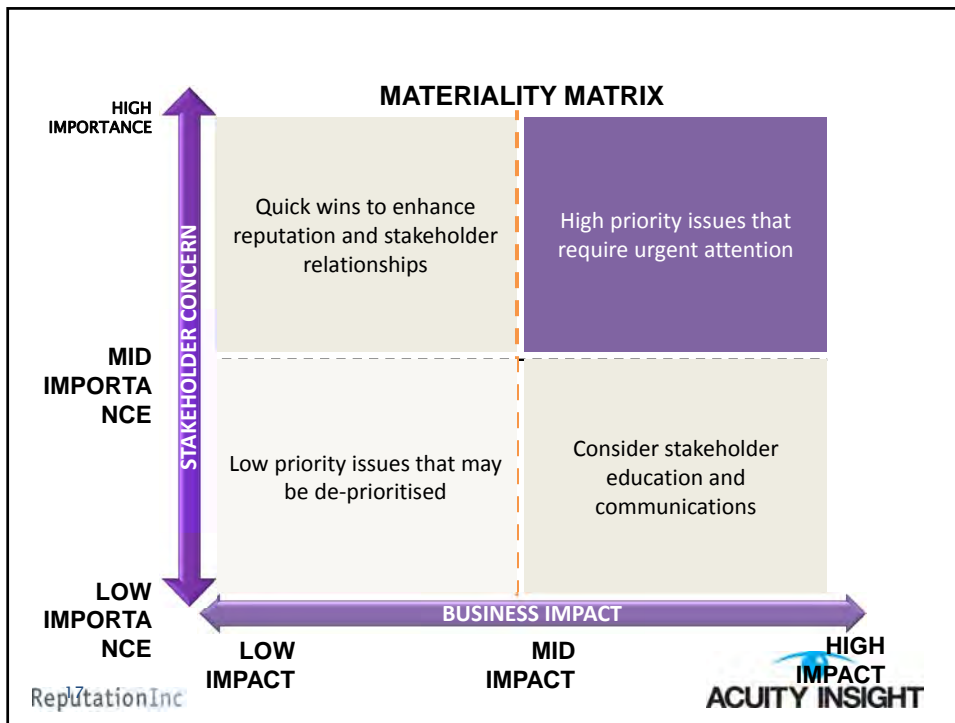 MATERIALITY MATRIX
HIGH
IMPORTANCE
Quick wins to enhance
reputation and stakeholder
relationships
High priority issues that
require urgent attention
STAKEHOLDER CONCERN
MID
IMPORTA
NCE
Low priority issues that may
be de-prioritised
Consider stakeholder
education and
communications
LOW
IMPORTA
NCE
BUSINESS IMPACT
LOW
IMPACT
MID
IMPACT
HIGH
IMPACT
17
ReputationInc
ACUITY INSIGHT